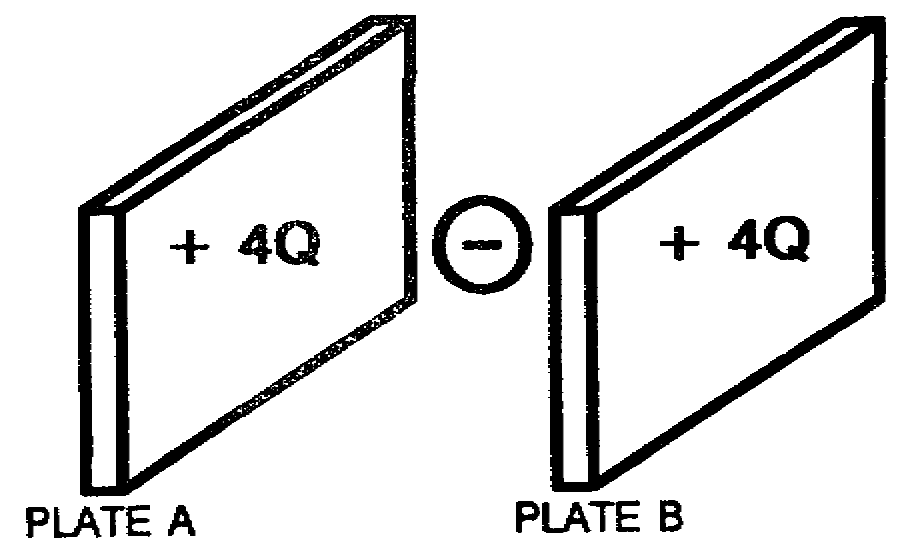 + 4Q
-
+ 4Q
PLATE A
PLATE B